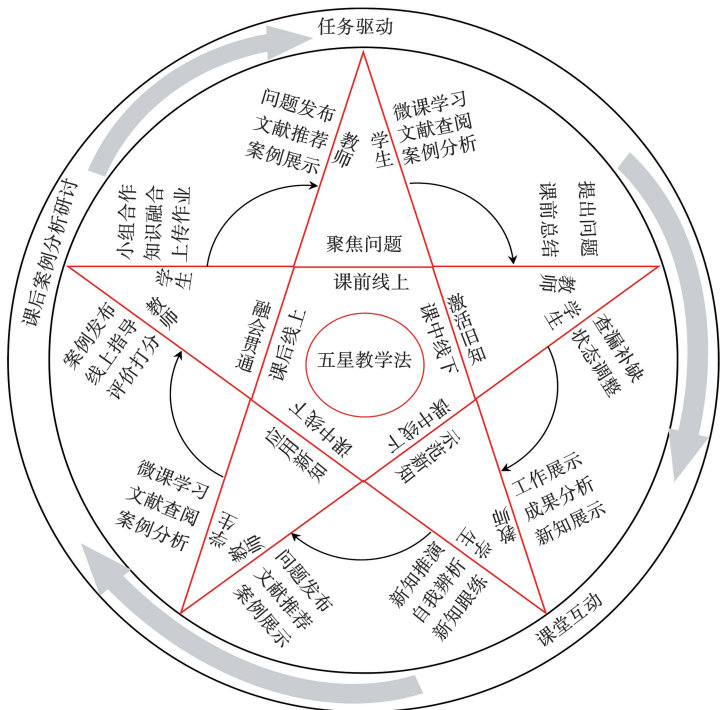 任务驱动
问题发布
文献推荐
案例展示
教师
学生
微课学习
文献查阅
案例分析
课后案例分析研讨
小组合作
知识融合
上传作业
提出问题
课前总结
聚焦问题
课前线上
学生
教师
教师
学生
案例发布
线上指导
评价打分
融会贯通
课后线上
五星教学法
激活旧知
课中线下
查漏补缺
状态调整
应用新知
课中线下
示范新知
课中线下
微课学习
文献查阅
案例分析
学生
教师
教师
学生
工作展示
成果分析
新知展示
问题发布
文献推荐
案例展示
新知推演
自我辨析
新知跟练
课堂互动